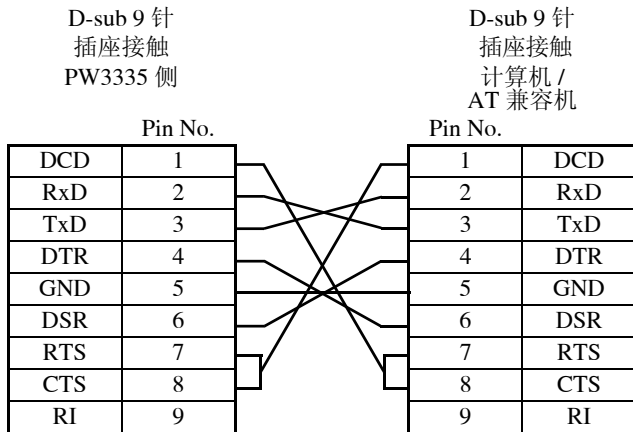 D-sub 9 针
插座接触
PW3335 侧
D-sub 9 针
插座接触
计算机 /
AT 兼容机
Pin No.
DCD 1
RxD 2
TxD 3
DTR 4
GND 5
DSR 6
RTS 7
CTS 8
RI 9
Pin No.
1 DCD
2 RxD
3 TxD
4 DTR
5 GND
6 DSR
7 RTS
8 CTS
9 RI